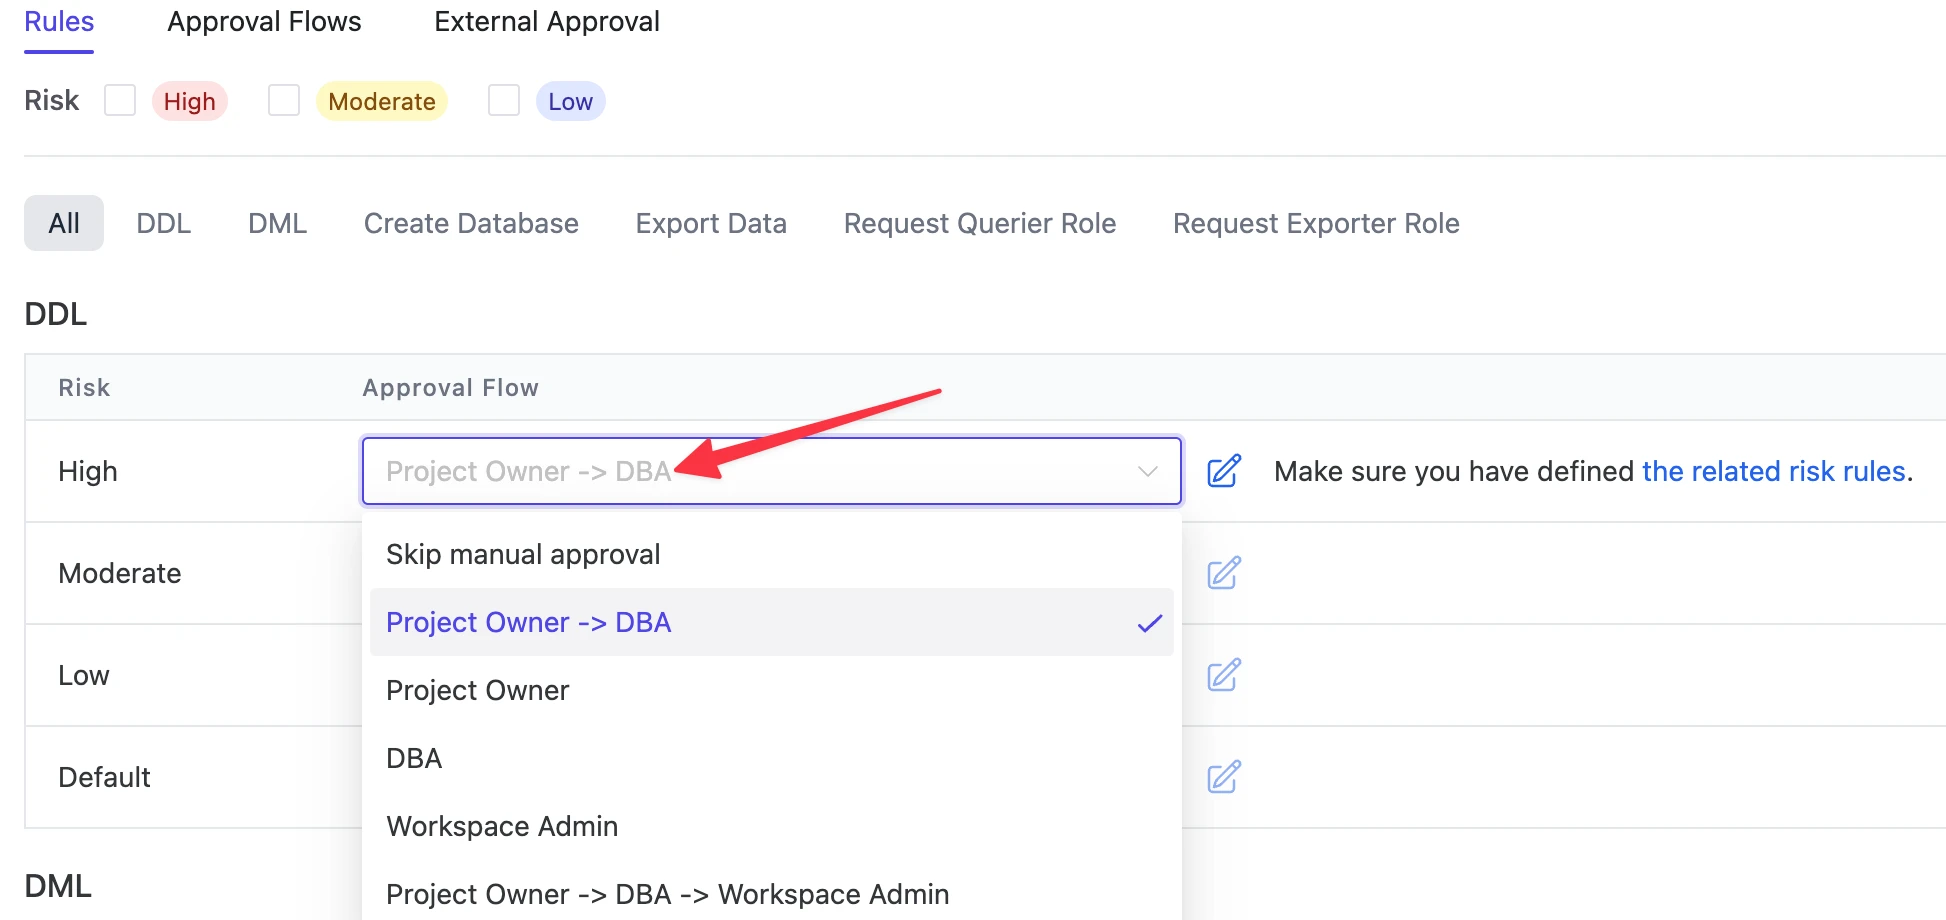 Rules Approval Flows External Approval
Risk High Moderate Low
All DDL DML Create Database Export Data Request Querier Role Request Exporter Role
DDL
Risk Approval Flow
High Project Owner -> DBA Make sure you have defined the related risk rules.
Skip manual approval
Moderate
Project Owner -> DBA
Low Project Owner
DBA
Default
Workspace Admin
DML
Project Owner -> DBA -> Workspace Admin